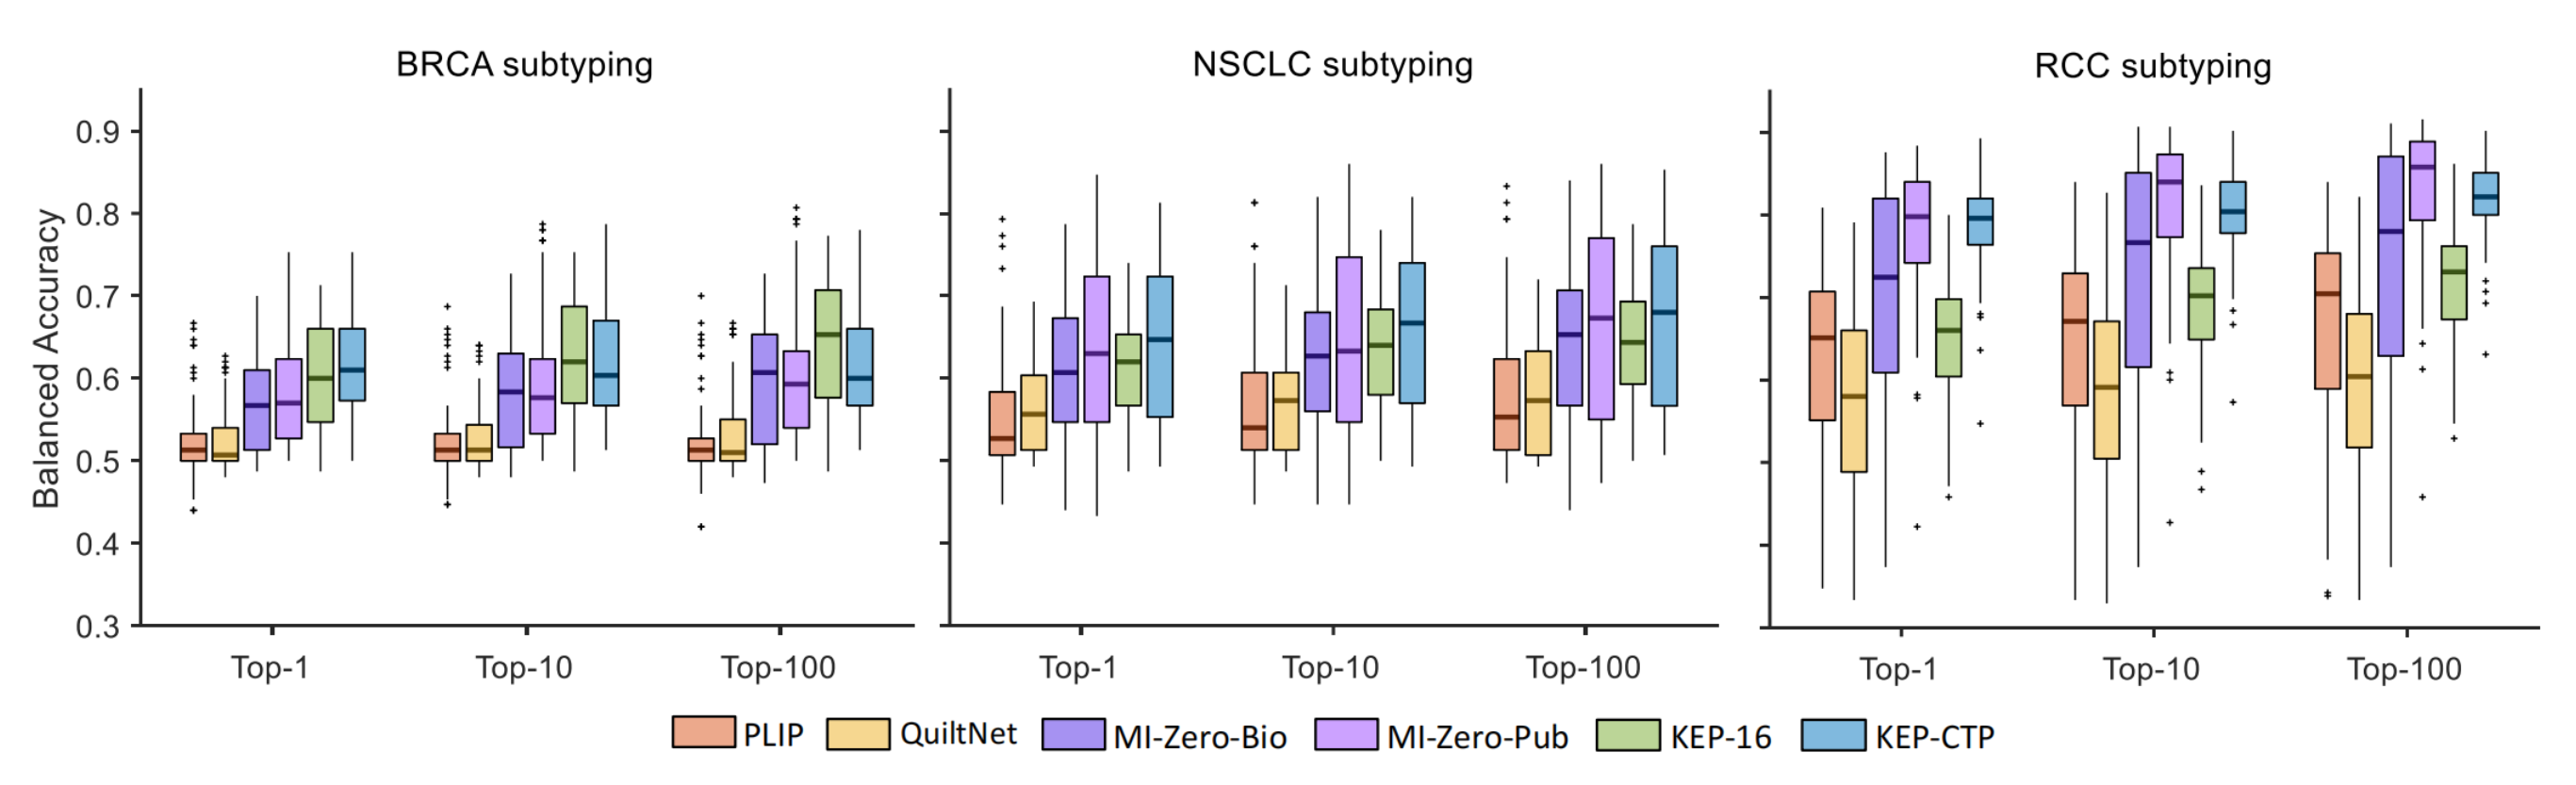 BRCA subtyping
NSCLC subtyping
RCC subtyping
Balanced Accuracy
0.9
0.8
0.7
0.6
0.5
0.4
0.3
Top-1 Top-10 Top-100
Top-1 Top-10 Top-100
Top-1 Top-10 Top-100
PLIP QuiltNet MI-Zero-Bio MI-Zero-Pub KEP-16 KEP-CTP